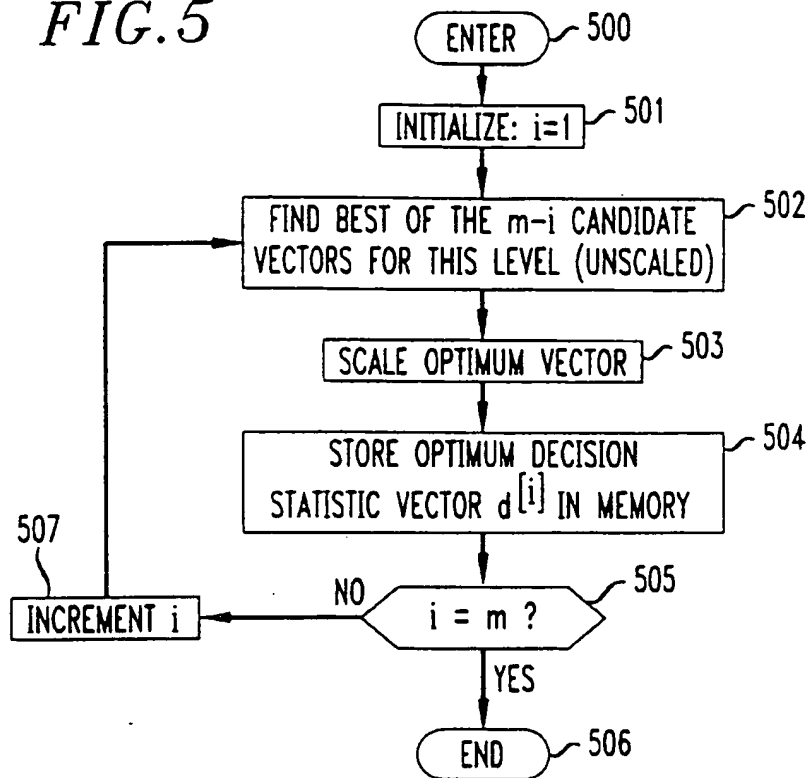 FIG.5
ENTER
500
INITIALIZE: i=1
501
FIND BEST OF THE m-i CANDIDATE
VECTORS FOR THIS LEVEL (UNSCALED)
502
SCALE OPTIMUM VECTOR
503
STORE OPTIMUM DECISION
STATISTIC VECTOR d[i] IN MEMORY
504
i = m ?
505
NO
507
INCREMENT i
YES
END
506